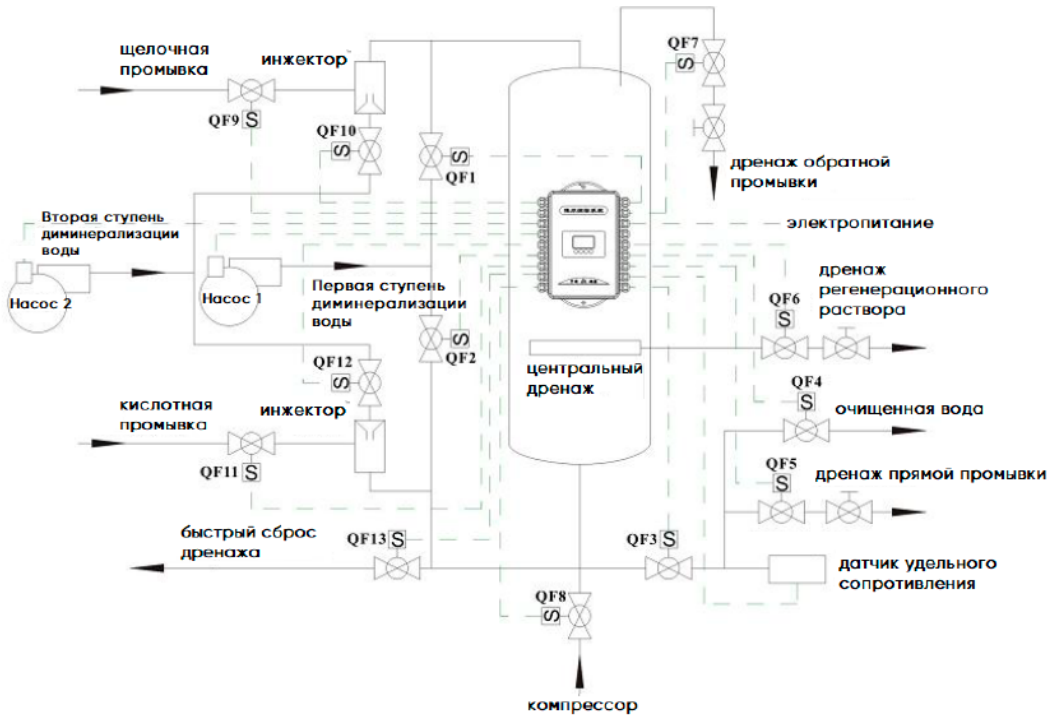 щелочная
промывка
инжектор
QF7
S
QF9 S
QF10
S
S
QF1
дренаж обратной
промывки
Вторая ступень
диминерализации
воды
электропитание
Насос 2
Насос 1
Первая ступень
диминерализации
воды
дренаж
регенерационного
раствора
QF6
S
QF12
S
S
QF2
центральный
дренаж
QF4
S
кислотная
промывка
инжектор
очищенная вода
QF11 S
QF5
S
дренаж прямой промывки
быстрый сброс
дренажа
QF13 S
QF3 S
датчик удельного
сопротивления
QF8
S
компрессор